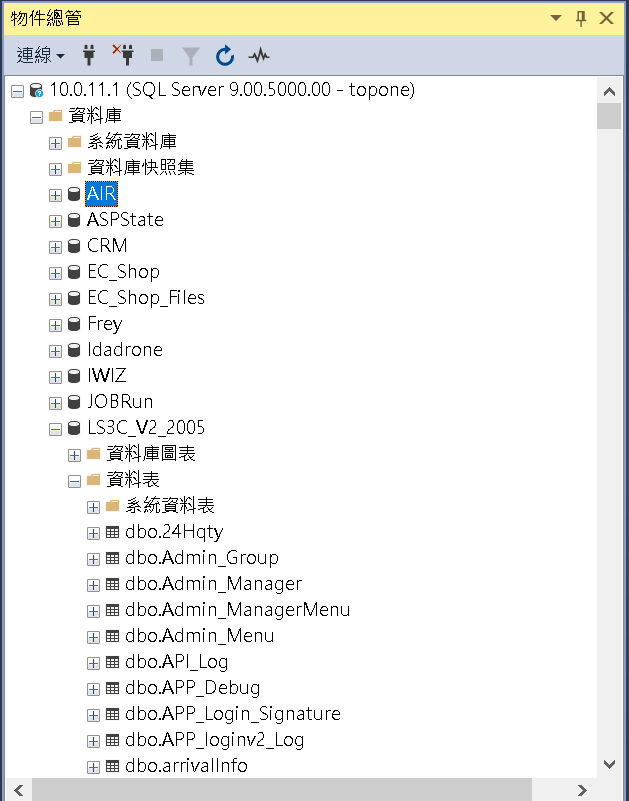 物件總管
連線
10.0.11.1 (SQL Server 9.00.5000.00 - topone)
資料庫
系統資料庫
資料庫快照集
AIR
ASPState
CRM
EC_Shop
EC_Shop_Files
Frey
Idadrone
IWIZ
JOBRun
LS3C_V2_2005
資料庫圖表
資料表
系統資料表
dbo.24Hqty
dbo.Admin_Group
dbo.Admin_Manager
dbo.Admin_ManagerMenu
dbo.Admin_Menu
dbo.API_Log
dbo.APP_Debug
dbo.APP_Login_Signature
dbo.APP_loginv2_Log
dbo.arrivalInfo